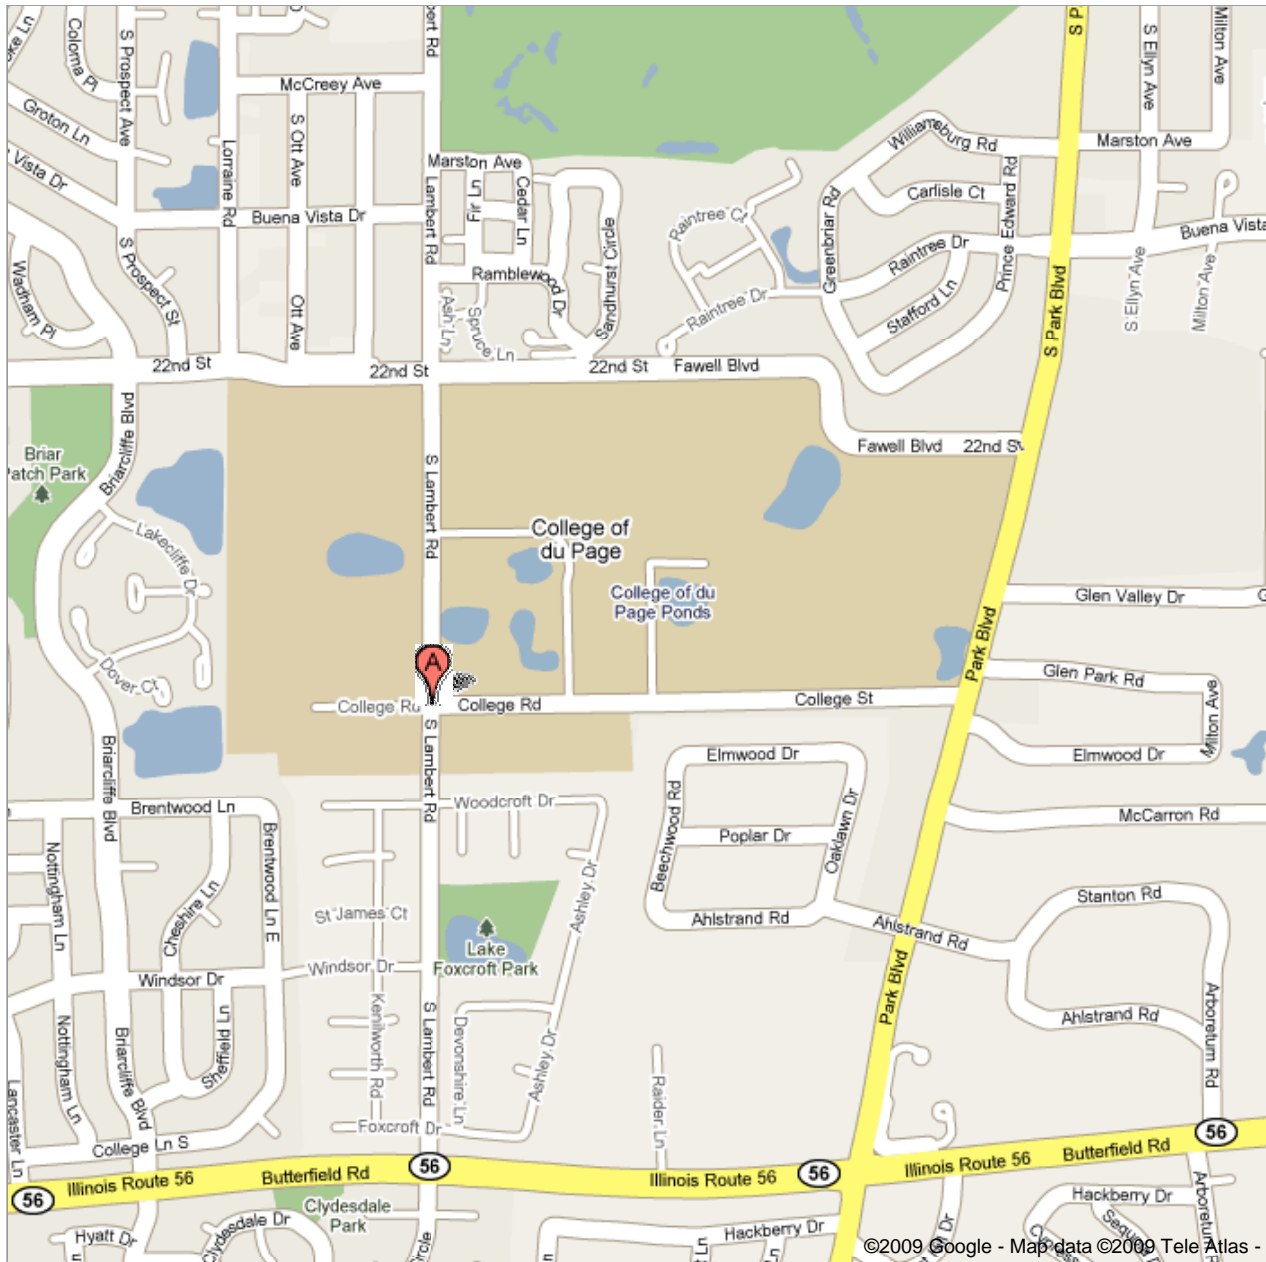 Coloma Pl
S Prospect Ave
Lambert Rd
S Ellyn Ave
Milton Ave
McCreey Ave
Groton Ln
S Ott Ave
Lorraine Rd
Williamsburg Rd
Marston Ave
Marston Ave
Vista Dr
Lambert Rd
Fir Ln
Cedar Ln
Carlisle Ct
Prince Edward Rd
Buena Vista Dr
Raintree Ct
Greenbriar Rd
Buena Vista
Raintree Dr
S Prospect St
Sandhurst Circle
Wadham Pl
Ramblewood Dr
S Park Blvd
S Ellyn Ave
Milton Ave
Ott Ave
Ash Ln
Spruce Ln
Raintree Dr
Stafford Ln
22nd St
22nd St
22nd St
Fawell Blvd
Briarcliffe Blvd
Fawell Blvd
22nd St
Briar
Patch Park
S Lambert Rd
College of
du Page
Lakecliffe Dr
College of du
Page Ponds
Glen Valley Dr
Park Blvd
A
Dover Ct
Glen Park Rd
College Rd
College Rd
College St
Milton Ave
S Lambert Rd
Briarcliffe Blvd
Elmwood Dr
Elmwood Dr
Brentwood Ln
Woodcroft Dr
McCarron Rd
Beechwood Rd
Poplar Dr
Oaklawn Dr
Nottingham Ln
Brentwood Ln E
Cheshire Ln
Ashley Dr
Stanton Rd
St James Ct
Ahlstrand Rd
Ahlstrand Rd
Lake
Foxcroft Park
Windsor Dr
Windsor Dr
Park Blvd
Kenilworth Rd
S Lambert Rd
Devonshire Ln
Ashley Dr
Ahlstrand Rd
Arboretum Rd
Nottingham Ln
Briarcliffe Blvd
Sheffield Ln
Raider Ln
Lancaster Ln
Foxcroft Dr
College Ln S
56
Illinois Route 56
Butterfield Rd
56
Illinois Route 56
56
Illinois Route 56
Butterfield Rd
56
Clydesdale
Park
Hyatt Dr
Clydesdale Dr
Circle
Hackberry Dr
Hackberry Dr
Sequoia
Cypress
Arboretum R
©2009 Google - Map data ©2009 Tele Atlas -